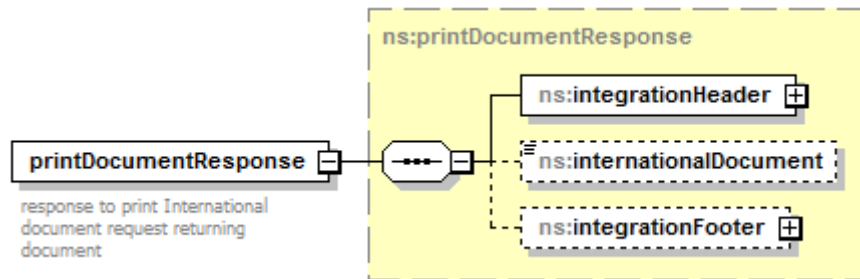 ns:printDocumentResponse
ns:integrationHeader
printDocumentResponse
ns:internationalDocument
response to print International
document request returning
document
ns:integrationFooter